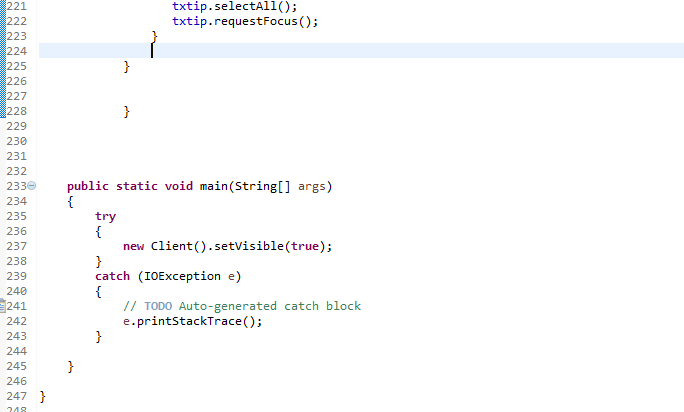 221 txtip.selectAll();
222 txtip.requestFocus();
223 }
224
225 }
226
227
228 }
229
230
231
232
233 public static void main(String[] args)
234 {
235 try
236 {
237 new Client().setVisible(true);
238 }
239 catch (IOException e)
240 {
241 // TODO Auto-generated catch block
242 e.printStackTrace();
243 }
244
245 }
246
247 }
248